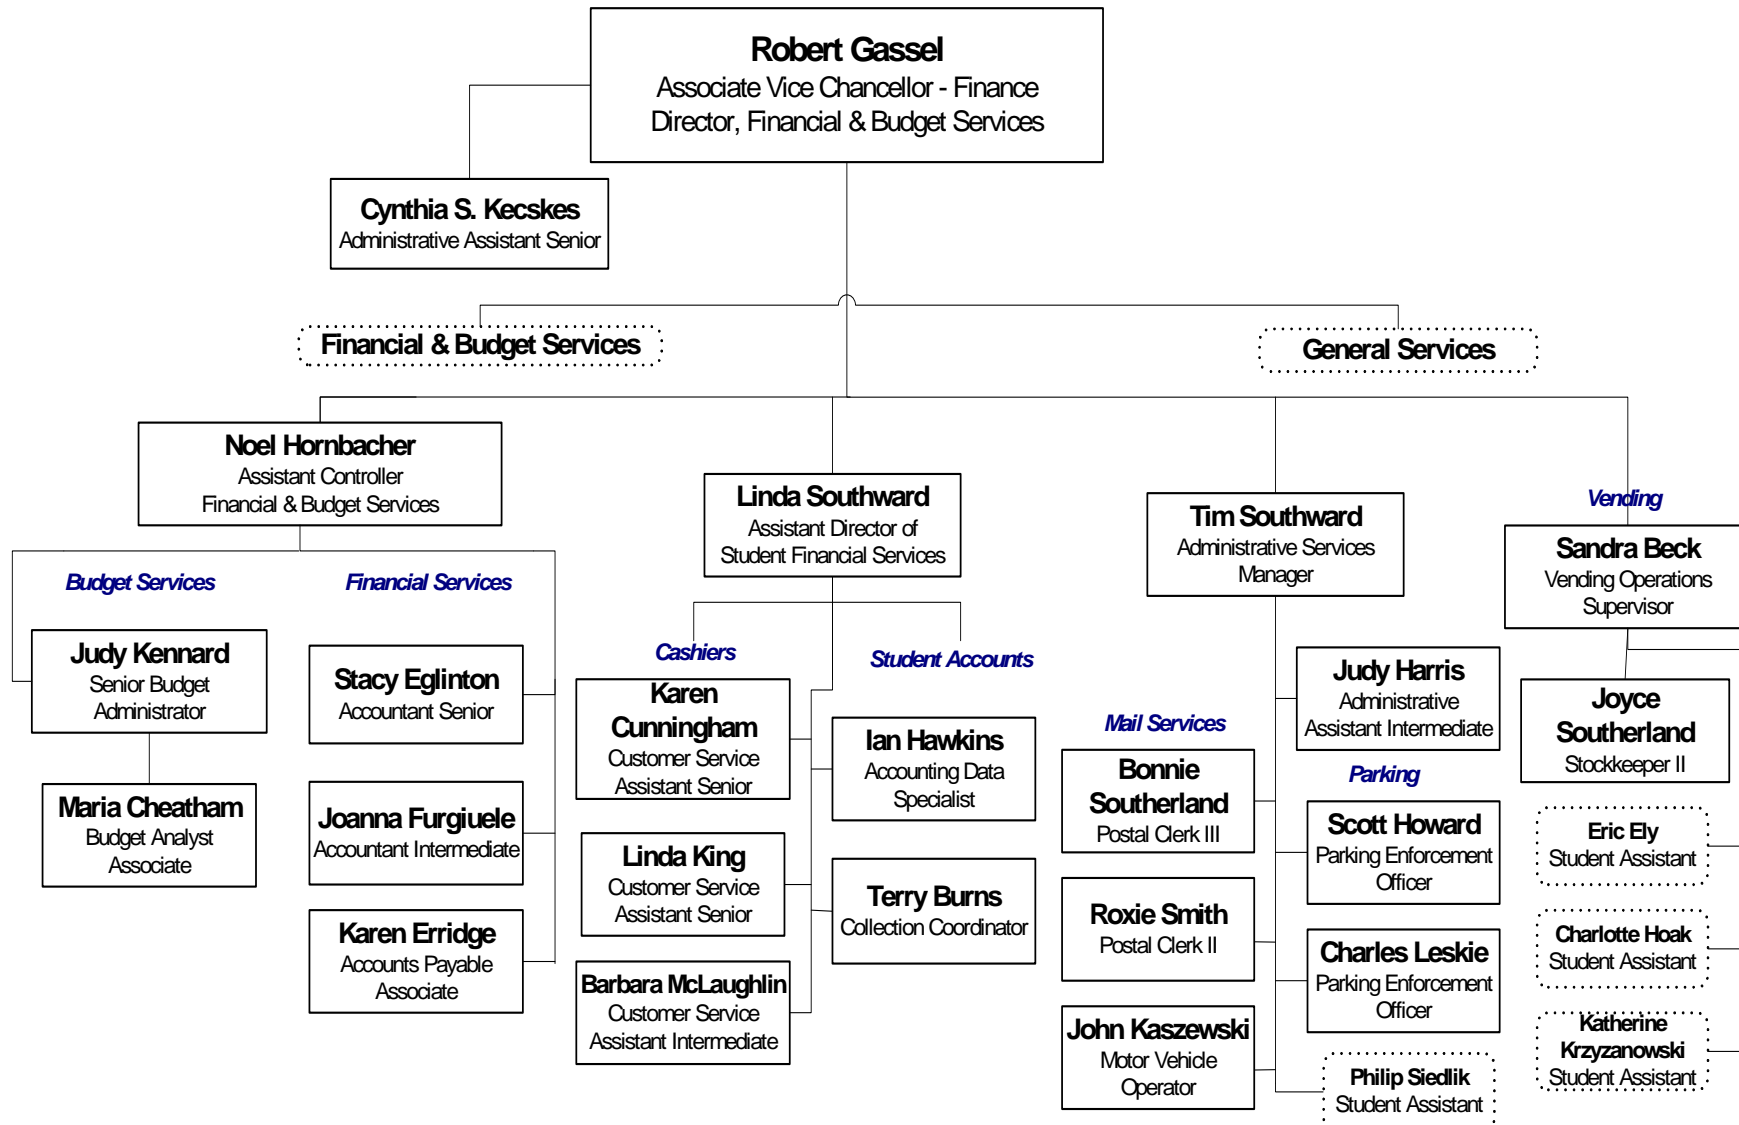 Robert Gassel
Associate Vice Chancellor - Finance
Director, Financial & Budget Services
Cynthia S. Kecskes
Administrative Assistant Senior
Financial & Budget Services
General Services
Noel Hornbacher
Assistant Controller
Financial & Budget Services
Budget Services
Judy Kennard
Senior Budget
Administrator
Maria Cheatham
Budget Analyst
Associate
Financial Services
Stacy Eglinton
Accountant Senior
Joanna Furgiuele
Accountant Intermediate
Karen Erridge
Accounts Payable
Associate
Linda Southward
Assistant Director of
Student Financial Services
Cashiers
Karen
Cunningham
Customer Service
Assistant Senior
Linda King
Customer Service
Assistant Senior
Barbara McLaughlin
Customer Service
Assistant Intermediate
Student Accounts
Ian Hawkins
Accounting Data
Specialist
Terry Burns
Collection Coordinator
Tim Southward
Administrative Services
Manager
Judy Harris
Administrative
Assistant Intermediate
Mail Services
Bonnie
Southerland
Postal Clerk III
Roxie Smith
Postal Clerk II
John Kaszewski
Motor Vehicle
Operator
Parking
Scott Howard
Parking Enforcement
Officer
Charles Leskie
Parking Enforcement
Officer
Philip Siedlik
Student Assistant
Vending
Sandra Beck
Vending Operations
Supervisor
Joyce
Southerland
Stockkeeper II
Eric Ely
Student Assistant
Charlotte Hoak
Student Assistant
Katherine
Krzyzanowski
Student Assistant